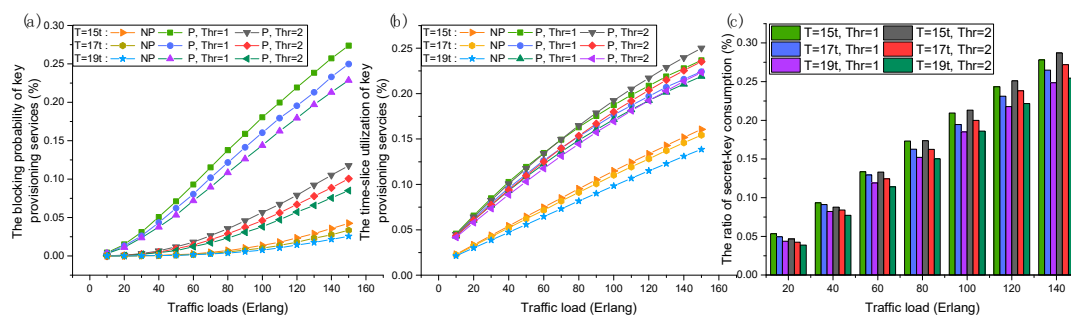 (a)
T=15t : NP P, Thr=1 P, Thr=2
T=17t : NP P, Thr=1 P, Thr=2
T=19t : NP P, Thr=1 P, Thr=2
The blocking probability of key
provisioning servcies (%)
0.30
0.25
0.20
0.15
0.10
0.05
0.00
0 20 40 60 80 100 120 140 160
Traffic loads (Erlang)
(b)
T=15t : NP P, Thr=1 P, Thr=2
T=17t : NP P, Thr=1 P, Thr=2
T=19t : NP P, Thr=1 P, Thr=2
The time-slice utilization of key
provisioning services (%)
0.25
0.20
0.15
0.10
0.05
0.00
0 20 40 60 80 100 120 140 160
Traffic load (Erlang)
(c)
T=15t, Thr=1 T=15t, Thr=2
T=17t, Thr=1 T=17t, Thr=2
T=19t, Thr=1 T=19t, Thr=2
The ratio of secret-key consumption (%)
0.30
0.25
0.20
0.15
0.10
0.05
0.00
20 40 60 80 100 120 140
Traffic load (Erlang)